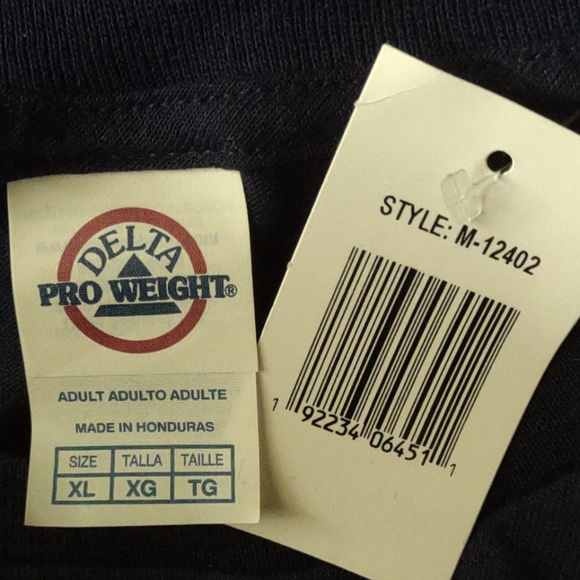 DELTA
PRO WEIGHT®
ADULT ADULTO ADULTE
MADE IN HONDURAS
SIZE TALLA TAILLE
XL XG TG
STYLE: M-12402
1 92234 06451 1